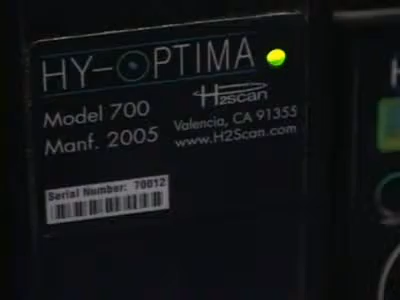 HY-OPTIMA
H2scan
Model 700
Manf. 2005
Valencia, CA 91355
www.H2Scan.com
Serial Number: 70012
H